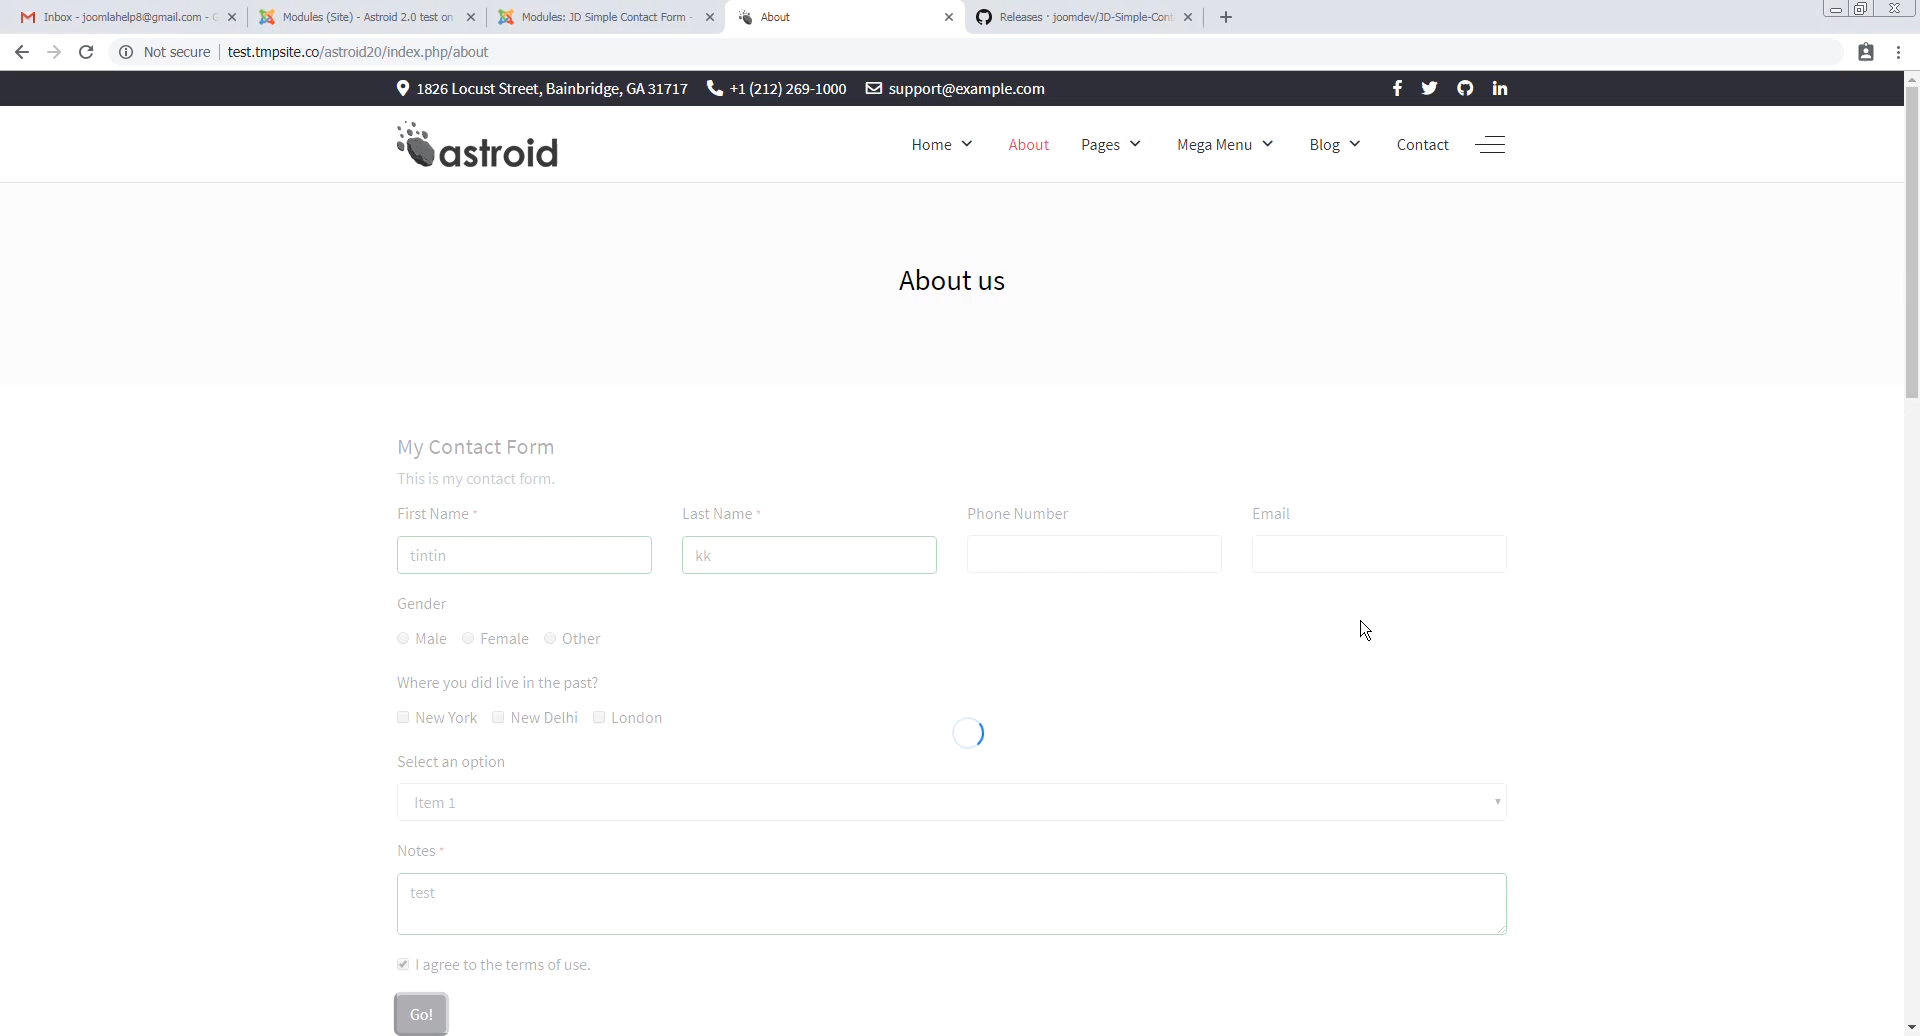 Inbox - joomlahelp8@gmail.com - G
Modules (Site) - Astroid 2.0 test on
Modules: JD Simple Contact Form -
About
Releases · joomdev/JD-Simple-Cont
Not secure
test.tmpsite.co/astroid20/index.php/about
1826 Locust Street, Bainbridge, GA 31717
+1 (212) 269-1000
support@example.com
astroid
Home
About
Pages
Mega Menu
Blog
Contact
About us
My Contact Form
This is my contact form.
First Name *
Last Name *
Phone Number
Email
tintin
kk
Gender
Male
Female
Other
Where you did live in the past?
New York
New Delhi
London
Select an option
Item 1
Notes *
test
I agree to the terms of use.
Go!